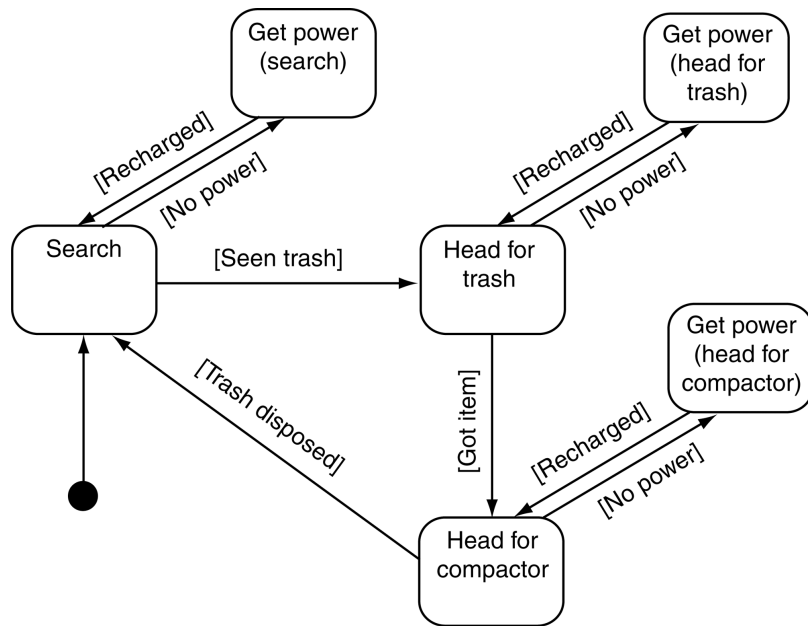 Get power
(search)
Get power
(head for
trash)
[Recharged]
[No power]
[Recharged]
[No power]
Search
[Seen trash]
Head for
trash
Get power
(head for
compactor)
[Trash disposed]
[Got item]
[Recharged]
[No power]
Head for
compactor